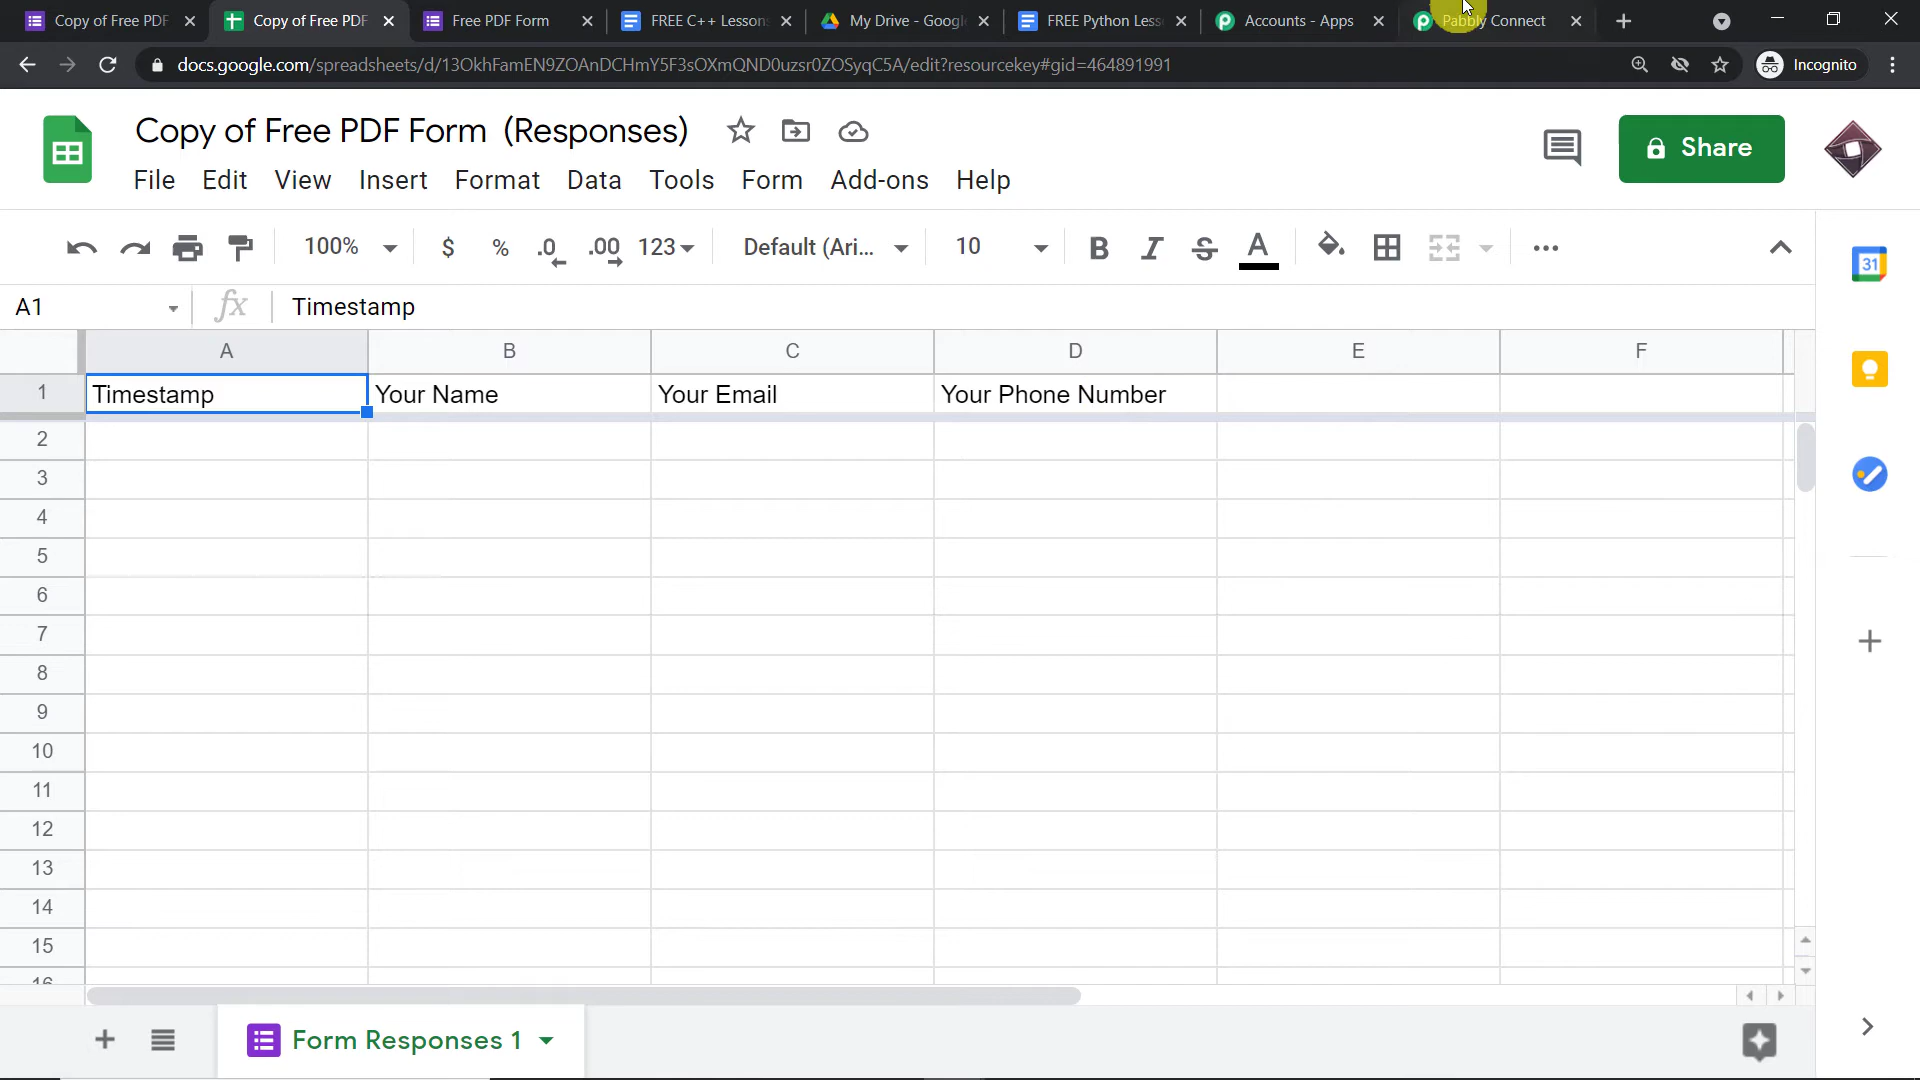 Copy of Free PDF Copy of Free PDF Free PDF Form FREE C++ Lessons My Drive - Google FREE Python Less Accounts - Apps Pabbly Connect
docs.google.com/spreadsheets/d/13OkhFamEN9ZOAnDCHmY5F3sOXmQND0uzsr0ZOSyqC5A/edit?resourcekey#gid=464891991 Incognito
Copy of Free PDF Form (Responses)
Share
File Edit View Insert Format Data Tools Form Add-ons Help
100% $ % .0 .00 123 Default (Ari... 10 B I S A
31
A1 fx Timestamp
A B C D E F
1 Timestamp Your Name Your Email Your Phone Number
2
3
4
5
6
7
8
9
10
11
12
13
14
15
16
Form Responses 1